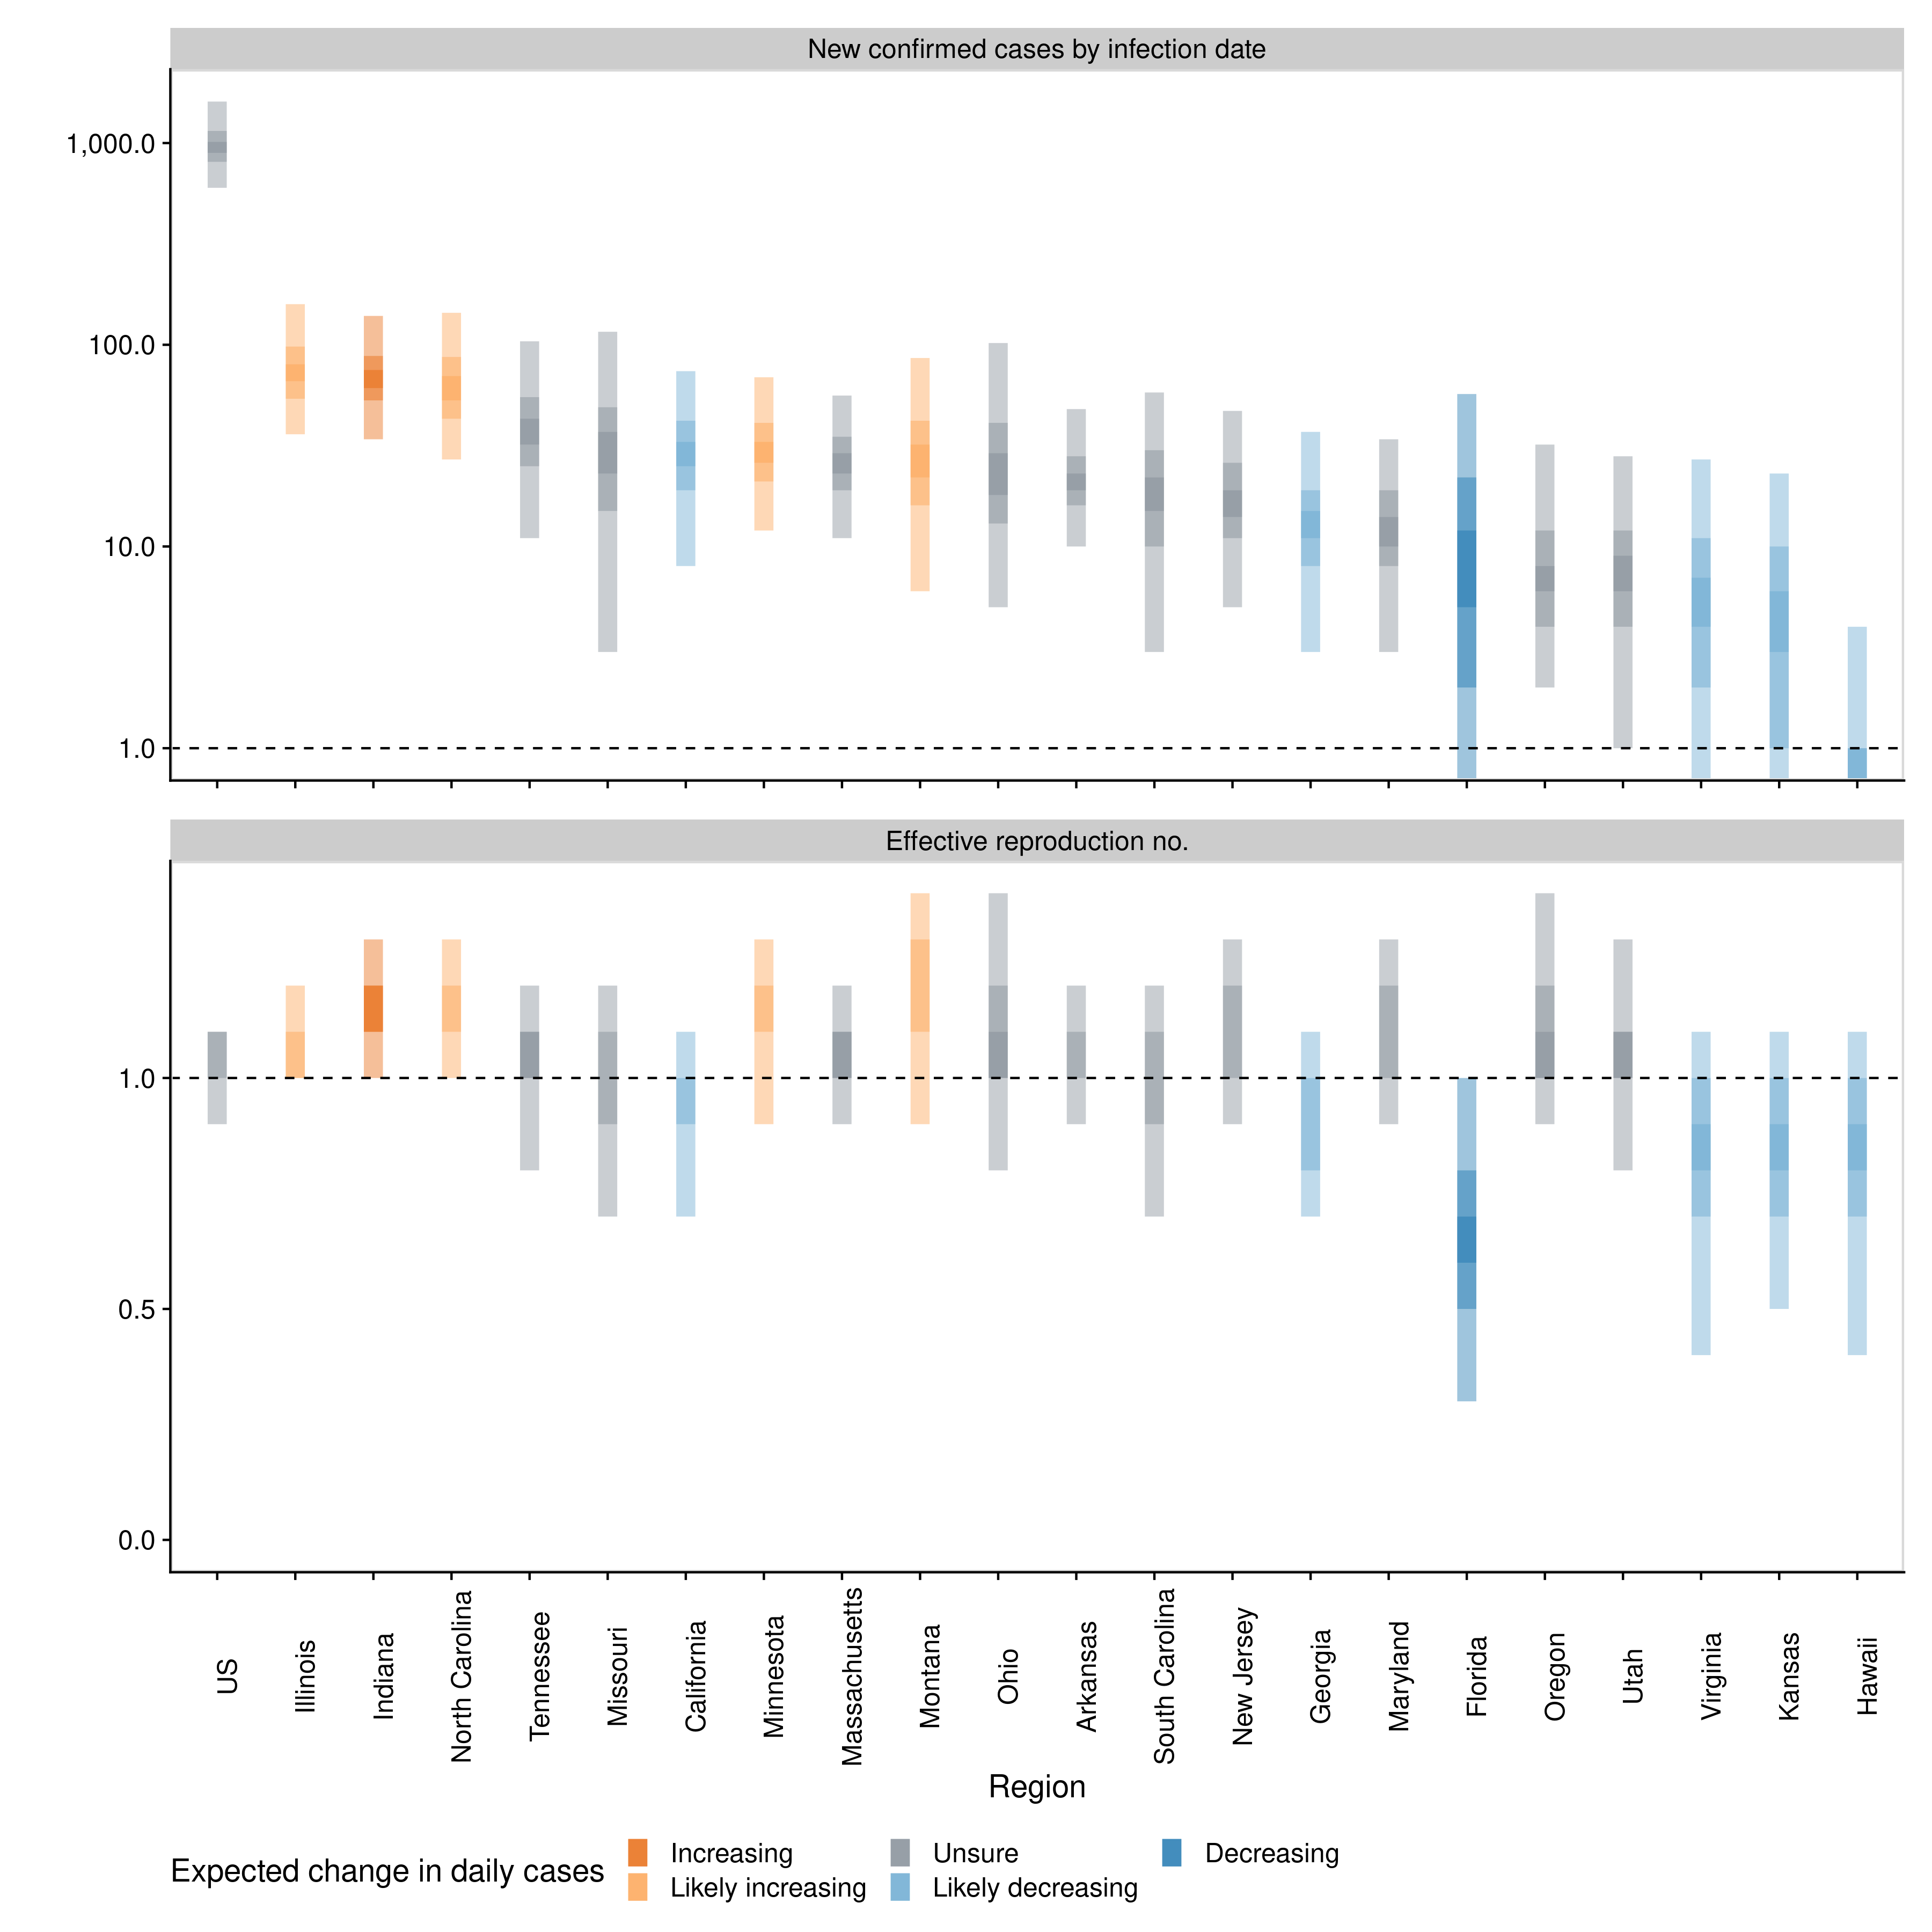 New confirmed cases by infection date
1,000.0
100.0
10.0
1.0
Effective reproduction no.
1.0
0.5
0.0
US
Illinois
Indiana
North Carolina
Tennessee
Missouri
California
Minnesota
Massachusetts
Montana
Ohio
Arkansas
South Carolina
New Jersey
Georgia
Maryland
Florida
Oregon
Utah
Virginia
Kansas
Hawaii
Region
Expected change in daily cases
Increasing
Unsure
Decreasing
Likely increasing
Likely decreasing